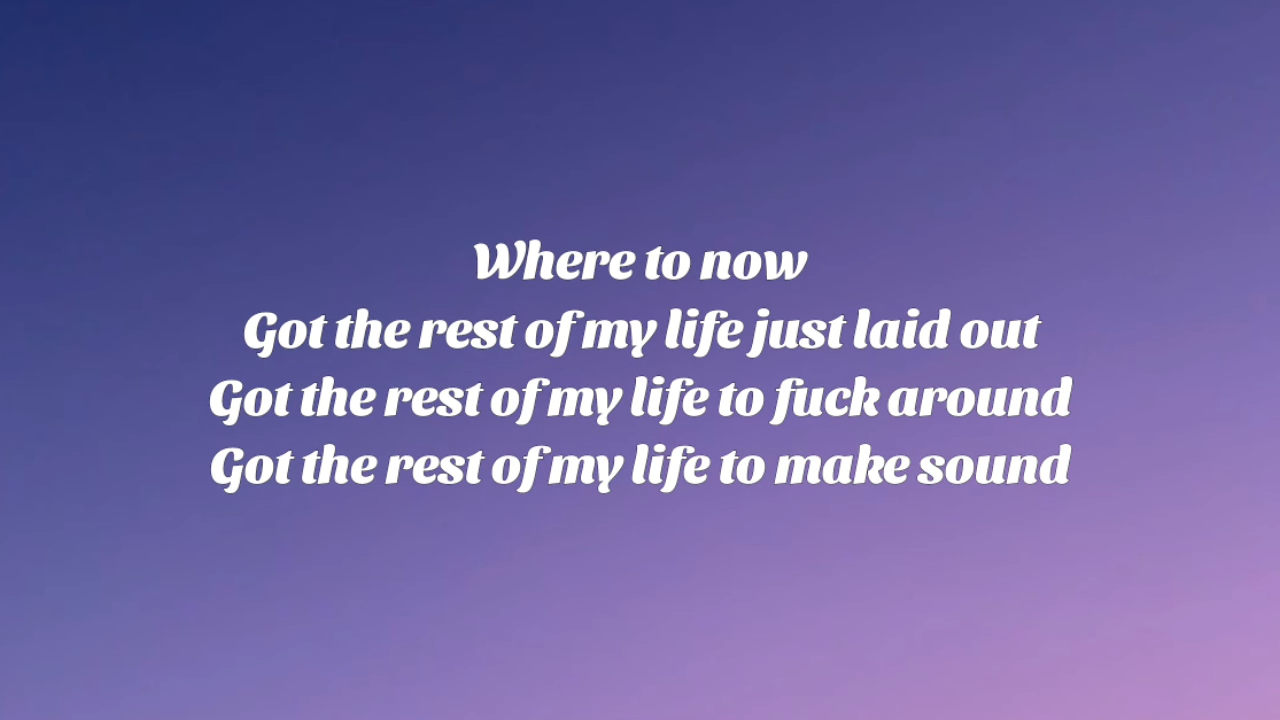 Where to now
Got the rest of my life just laid out
Got the rest of my life to fuck around
Got the rest of my life to make sound